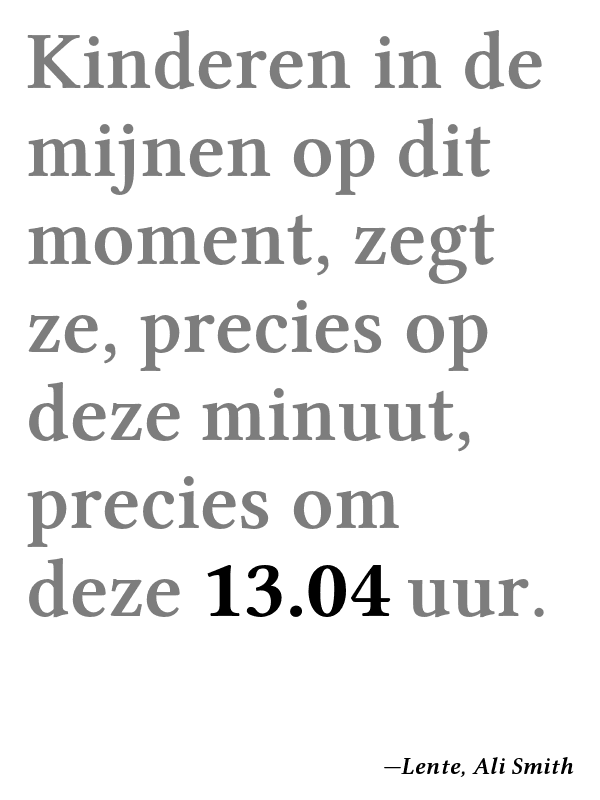 Kinderen in de
mijnen op dit
moment, zegt
ze, precies op
deze minuut,
precies om
deze 13.04 uur.
—Lente, Ali Smith